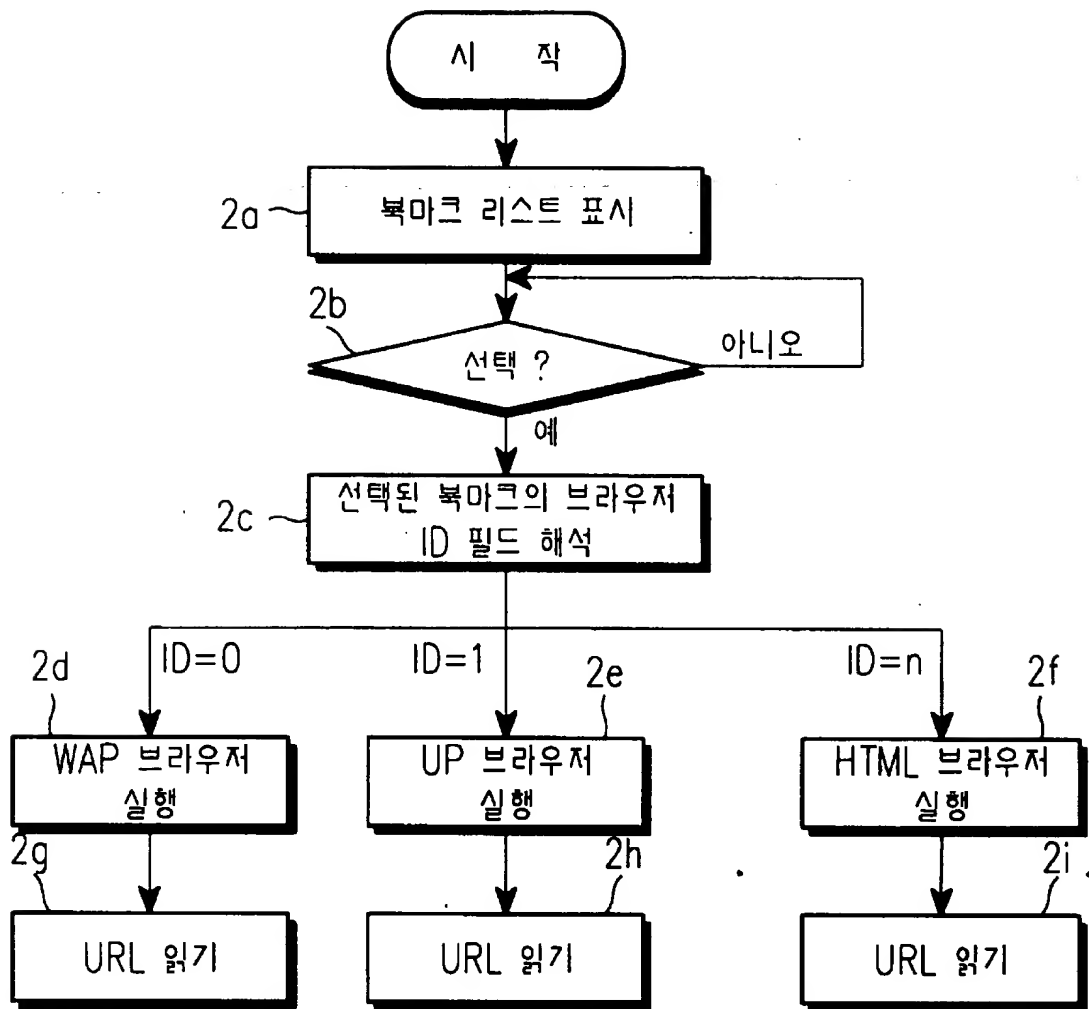 시 작
2a
북마크 리스트 표시
2b
선택 ?
아니오
예
2c
선택된 북마크의 브라우저
ID 필드 해석
ID=0
ID=1
ID=n
2d
2e
2f
WAP 브라우저
실행
UP 브라우저
실행
HTML 브라우저
실행
2g
2h
2i
URL 읽기
URL 읽기
URL 읽기